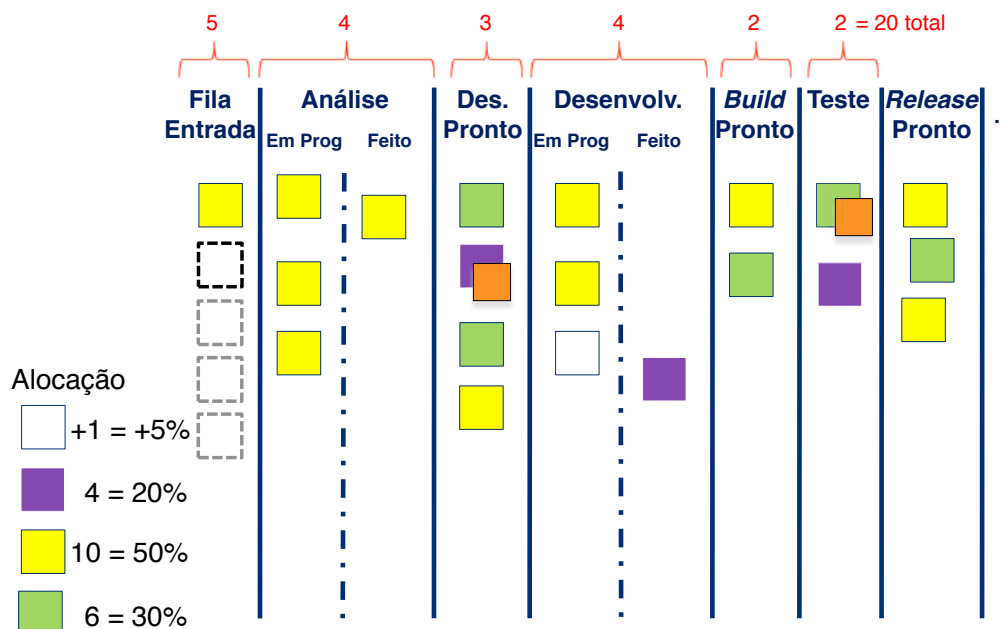 5 4 3 4 2 2 = 20 total
Fila Entrada
Análise
Em Prog Feito
Des. Pronto
Desenvolv.
Em Prog Feito
Build Pronto
Teste
Release Pronto
.
Alocação
+1 = +5%
4 = 20%
10 = 50%
6 = 30%